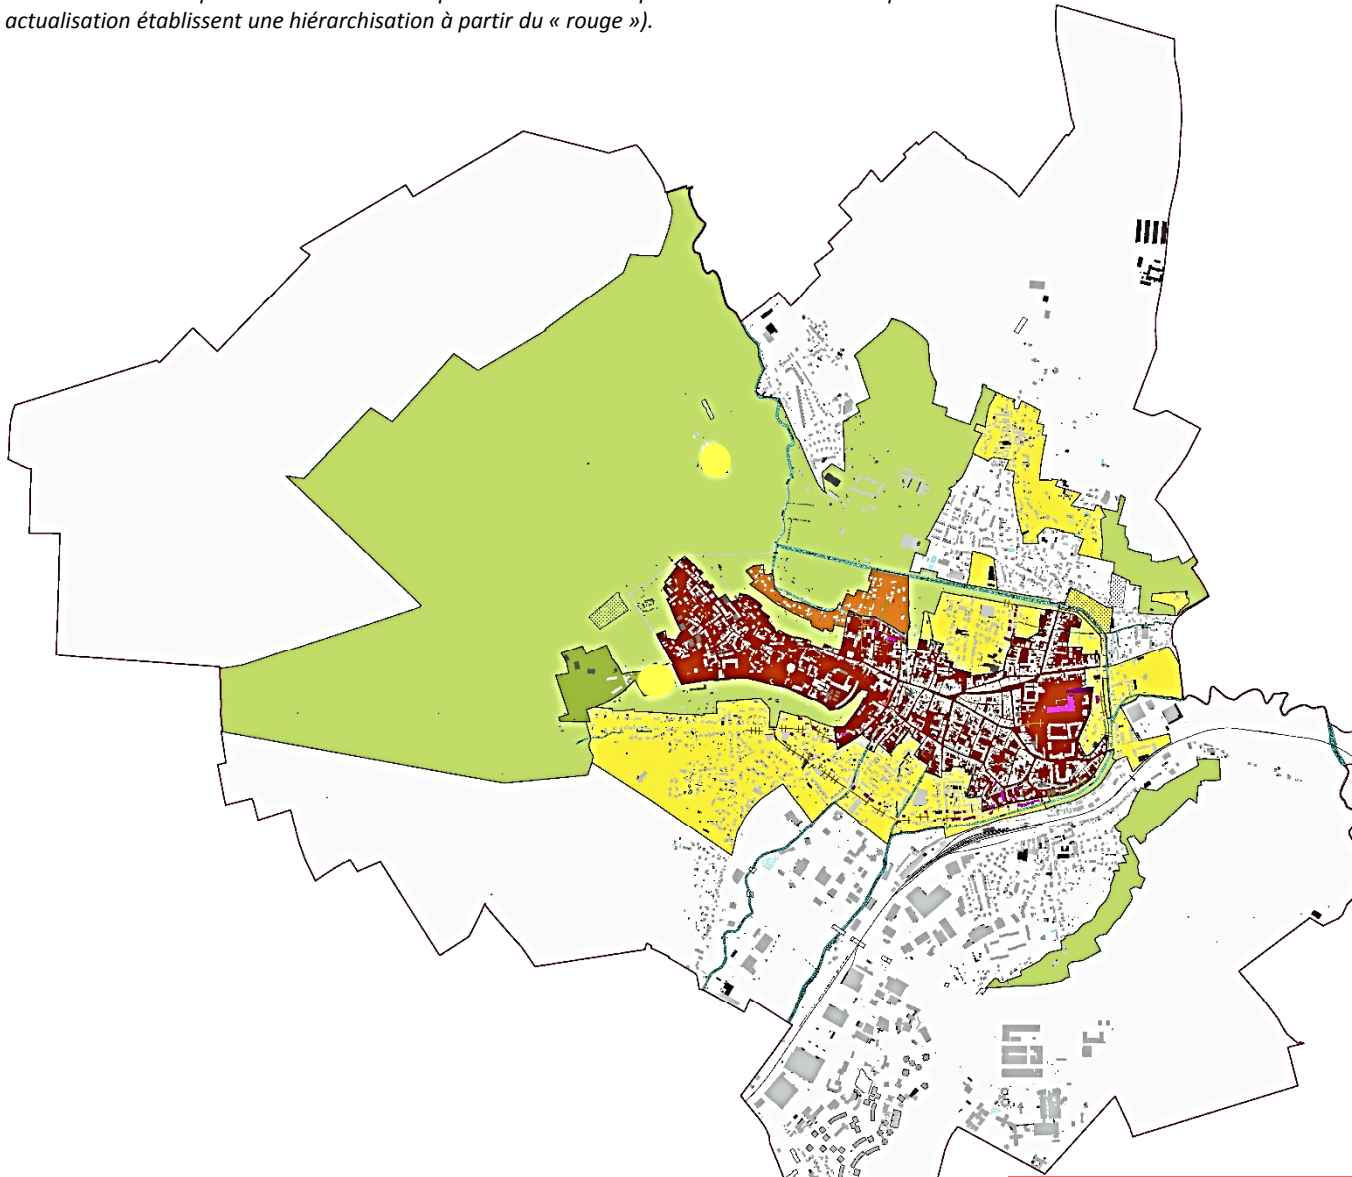 actualisation établissent une hiérarchisation à partir du « rouge »).